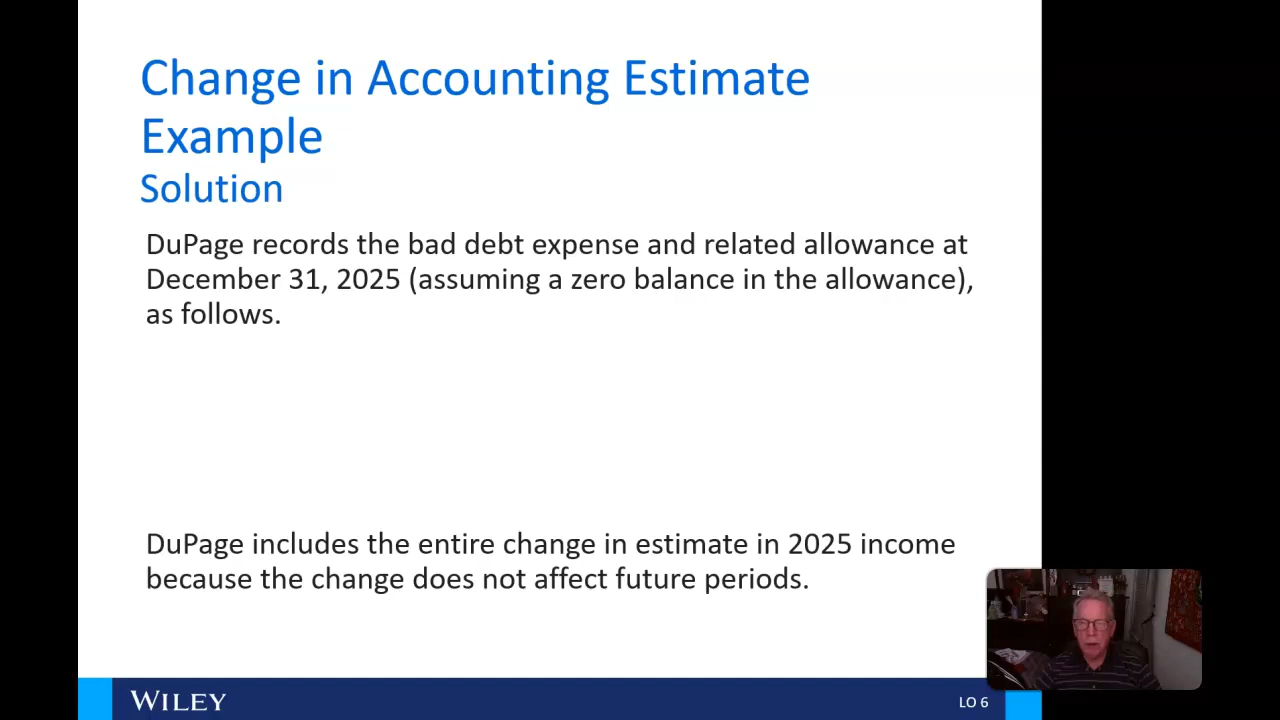 Change in Accounting Estimate
Example
Solution
DuPage records the bad debt expense and related allowance at
December 31, 2025 (assuming a zero balance in the allowance),
as follows.
DuPage includes the entire change in estimate in 2025 income
because the change does not affect future periods.
WILEY
LO 6